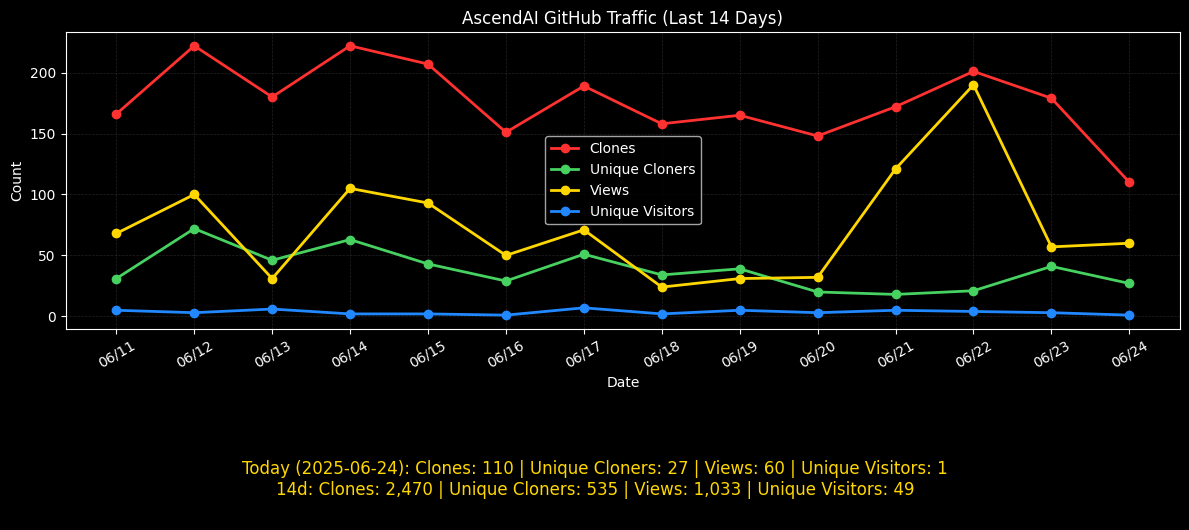 AscendAI GitHub Traffic (Last 14 Days)
Count
200
150
100
50
0
Clones
Unique Cloners
Views
Unique Visitors
06/11 06/12 06/13 06/14 06/15 06/16 06/17 06/18 06/19 06/20 06/21 06/22 06/23 06/24
Date
Today (2025-06-24): Clones: 110 | Unique Cloners: 27 | Views: 60 | Unique Visitors: 1
14d: Clones: 2,470 | Unique Cloners: 535 | Views: 1,033 | Unique Visitors: 49